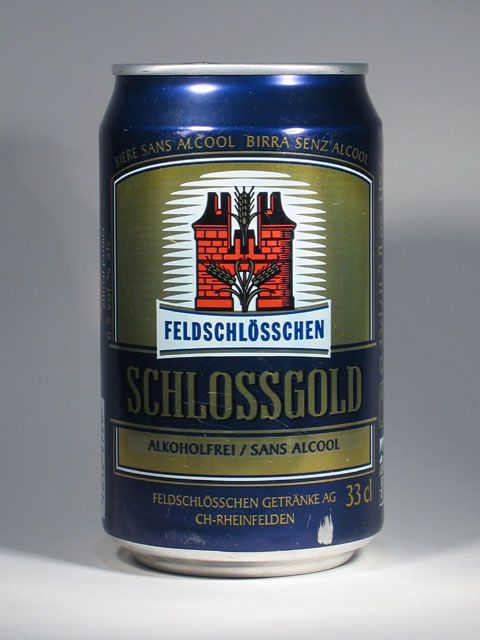 BIERE SANS ALCOOL BIRRA SENZ'ALCOOL
FELDSCHLÖSSCHEN
SCHLOSSGOLD
ALKOHOLFREI / SANS ALCOOL
FELDSCHLÖSSCHEN GETRÄNKE AG 33 cl
CH-RHEINFELDEN